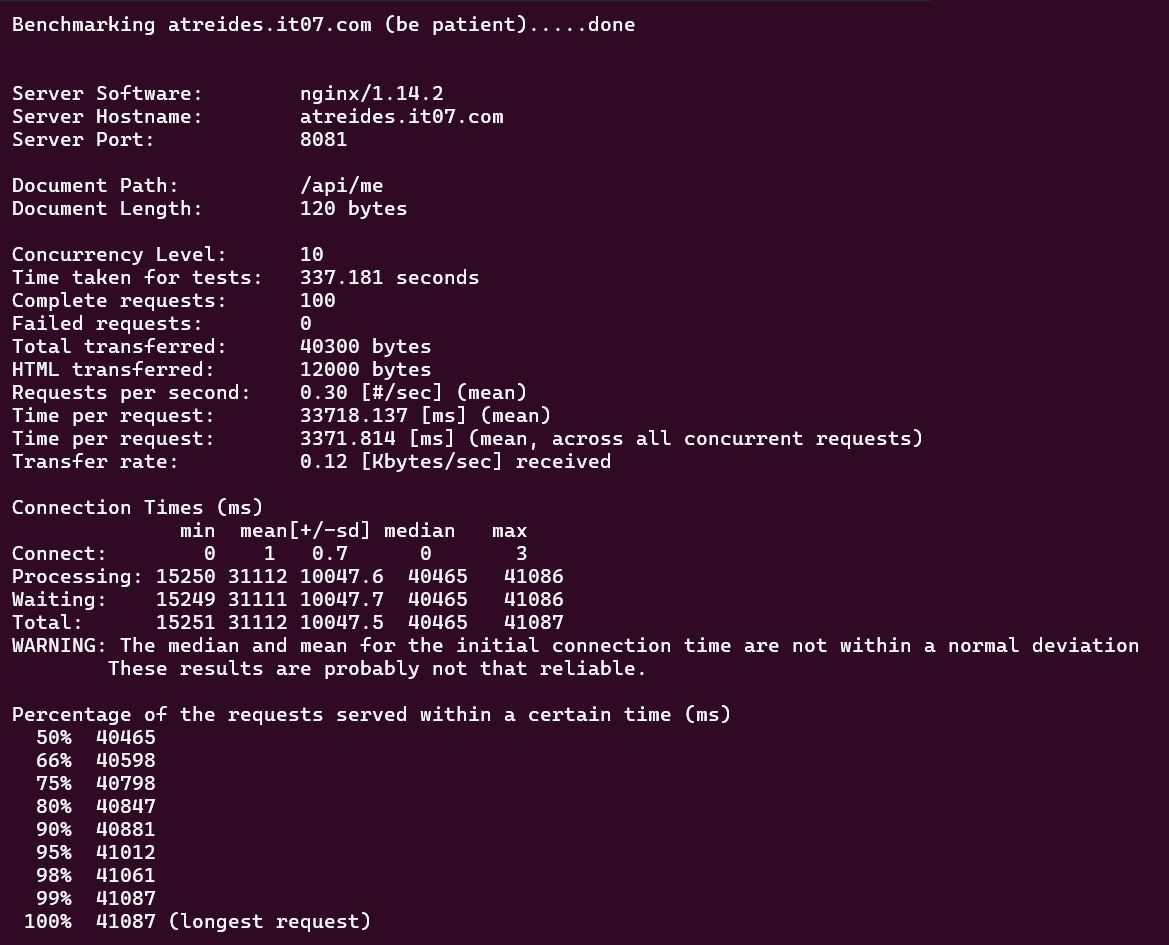 Benchmarking atreides.it07.com (be patient).....done
Server Software:        nginx/1.14.2
Server Hostname:        atreides.it07.com
Server Port:            8081
Document Path:          /api/me
Document Length:        120 bytes
Concurrency Level:      10
Time taken for tests:   337.181 seconds
Complete requests:      100
Failed requests:        0
Total transferred:      40300 bytes
HTML transferred:       12000 bytes
Requests per second:    0.30 [#/sec] (mean)
Time per request:       33718.137 [ms] (mean)
Time per request:       3371.814 [ms] (mean, across all concurrent requests)
Transfer rate:          0.12 [Kbytes/sec] received
Connection Times (ms)
              min  mean[+/-sd] median   max
Connect:        0    1   0.7      0       3
Processing: 15250 31112 10047.6  40465   41086
Waiting:    15249 31111 10047.7  40465   41086
Total:      15251 31112 10047.5  40465   41087
WARNING: The median and mean for the initial connection time are not within a normal deviation
        These results are probably not that reliable.
Percentage of the requests served within a certain time (ms)
  50%  40465
  66%  40598
  75%  40798
  80%  40847
  90%  40881
  95%  41012
  98%  41061
  99%  41087
 100%  41087 (longest request)